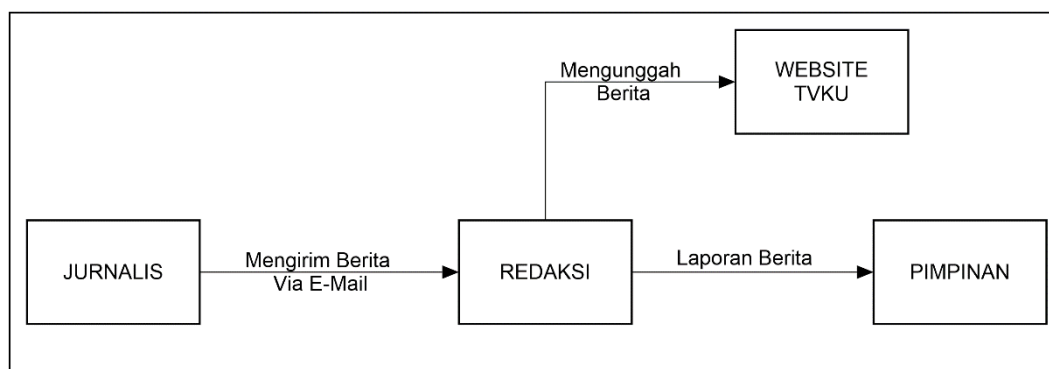 Mengunggah
Berita
WEBSITE
TVKU
JURNALIS
Mengirim Berita
Via E-Mail
REDAKSI
Laporan Berita
PIMPINAN